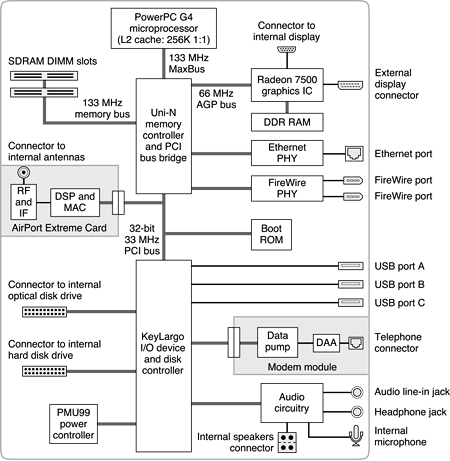 PowerPC G4
microprocessor
(L2 cache: 256K 1:1)
Connector to
internal display
SDRAM DIMM slots
133 MHz
MaxBus
66 MHz
AGP bus
Radeon 7500
graphics IC
External
display
connector
133 MHz
memory bus
Uni-N
memory
controller
and PCI
bus bridge
DDR RAM
Connector to
internal antennas
Ethernet
PHY
Ethernet port
RF
and
IF
DSP and
MAC
FireWire
PHY
FireWire port
FireWire port
AirPort Extreme Card
32-bit
33 MHz
PCI bus
Boot
ROM
USB port A
Connector to internal
optical disk drive
USB port B
USB port C
KeyLargo
I/O device
and disk
controller
Connector to internal
hard disk drive
Data
pump
DAA
Telephone
connector
Modem module
PMU99
power
controller
Audio
circuitry
Audio line-in jack
Headphone jack
Internal speakers
connector
Internal
microphone